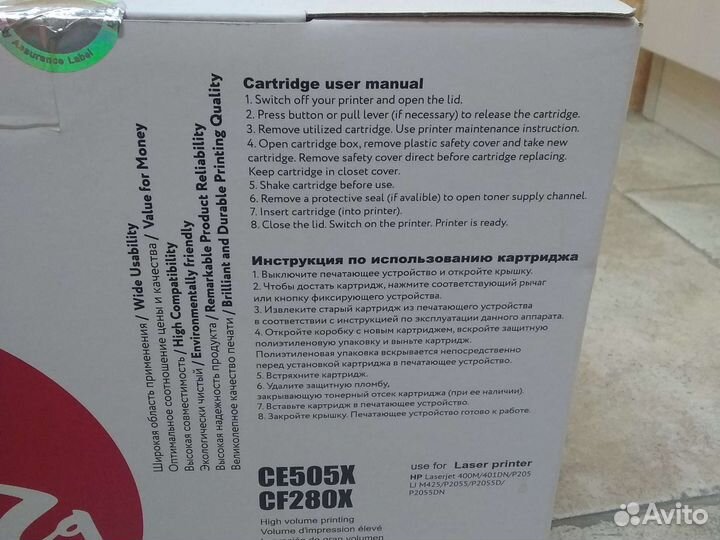 Assurance Label
Cartridge user manual
1. Switch off your printer and open the lid.
2. Press button or pull lever (if necessary) to release the cartridge.
3. Remove utilized cartridge. Use printer maintenance instruction.
4. Open cartridge box, remove plastic safety cover and take new
cartridge. Remove safety cover direct before cartridge replacing.
Keep cartridge in closet cover.
5. Shake cartridge before use.
6. Remove a protective seal (if avalible) to open toner supply channel.
7. Insert cartridge (into printer).
8. Close the lid. Switch on the printer. Printer is ready.
Инструкция по использованию картриджа
1. Выключите печатающее устройство и откройте крышку.
2. Чтобы достать картридж, нажмите соответствующий рычаг
или кнопку фиксирующего устройства.
3. Извлеките старый картридж из печатающего устройства
в соответствии с инструкцией по эксплуатации данного аппарата.
4. Откройте коробку с новым картриджем, вскройте защитную
полиэтиленовую упаковку и выньте картридж.
Полиэтиленовая упаковка вскрывается непосредственно
перед установкой картриджа в печатающее устройство.
5. Встряхните картридж.
6. Удалите защитную пломбу,
закрывающую тонерный отсек картриджа (при ее наличии).
7. Вставьте картридж в печатающее устройство.
8. Закройте крышку. Печатающее устройство готово к работе.
Широкая область применения / Wide Usability
Оптимальное соотношение цены и качества / Value for Money
Высокая совместимость / High Compatibility
Экологически чистый / Environmentally friendly
Высокая надежность продукта / Remarkable Product Reliability
Великолепное качество печати / Brilliant and Durable Printing Quality
CE505X
CF280X
High volume printing
Volume d'impression élevé
use for Laser printer
HP Laserjet 400M/401DN/P205
LJ M425/P2055/P2055D/
P2055DN
Avito